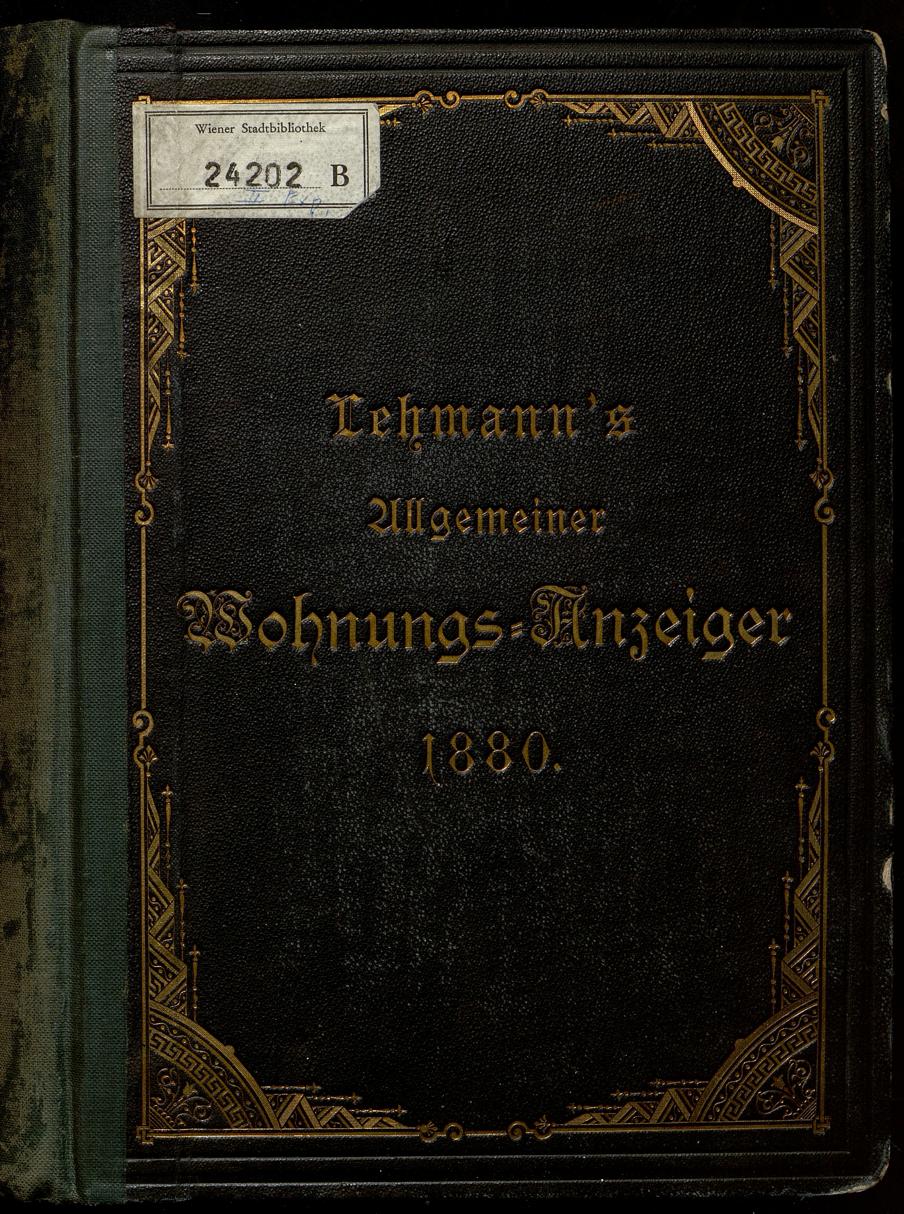 Wiener Stadtbibliothek
24202 B
Lehmann's
Allgemeiner
Wohnungs-Anzeiger
1880.